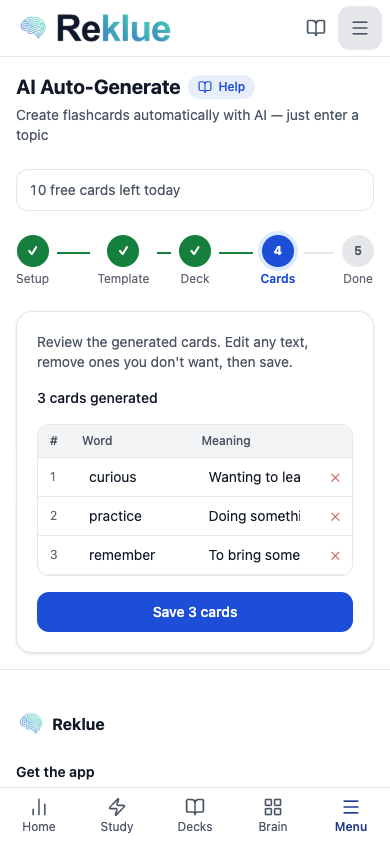 Reklue
AI Auto-Generate
Help
Create flashcards automatically with AI — just enter a
topic
10 free cards left today
4
5
Setup
Template
Deck
Cards
Done
Review the generated cards. Edit any text,
remove ones you don't want, then save.
3 cards generated
# Word Meaning
1 curious Wanting to lea
2 practice Doing somethi
3 remember To bring some
Save 3 cards
Reklue
Get the app
Home
Study
Decks
Brain
Menu